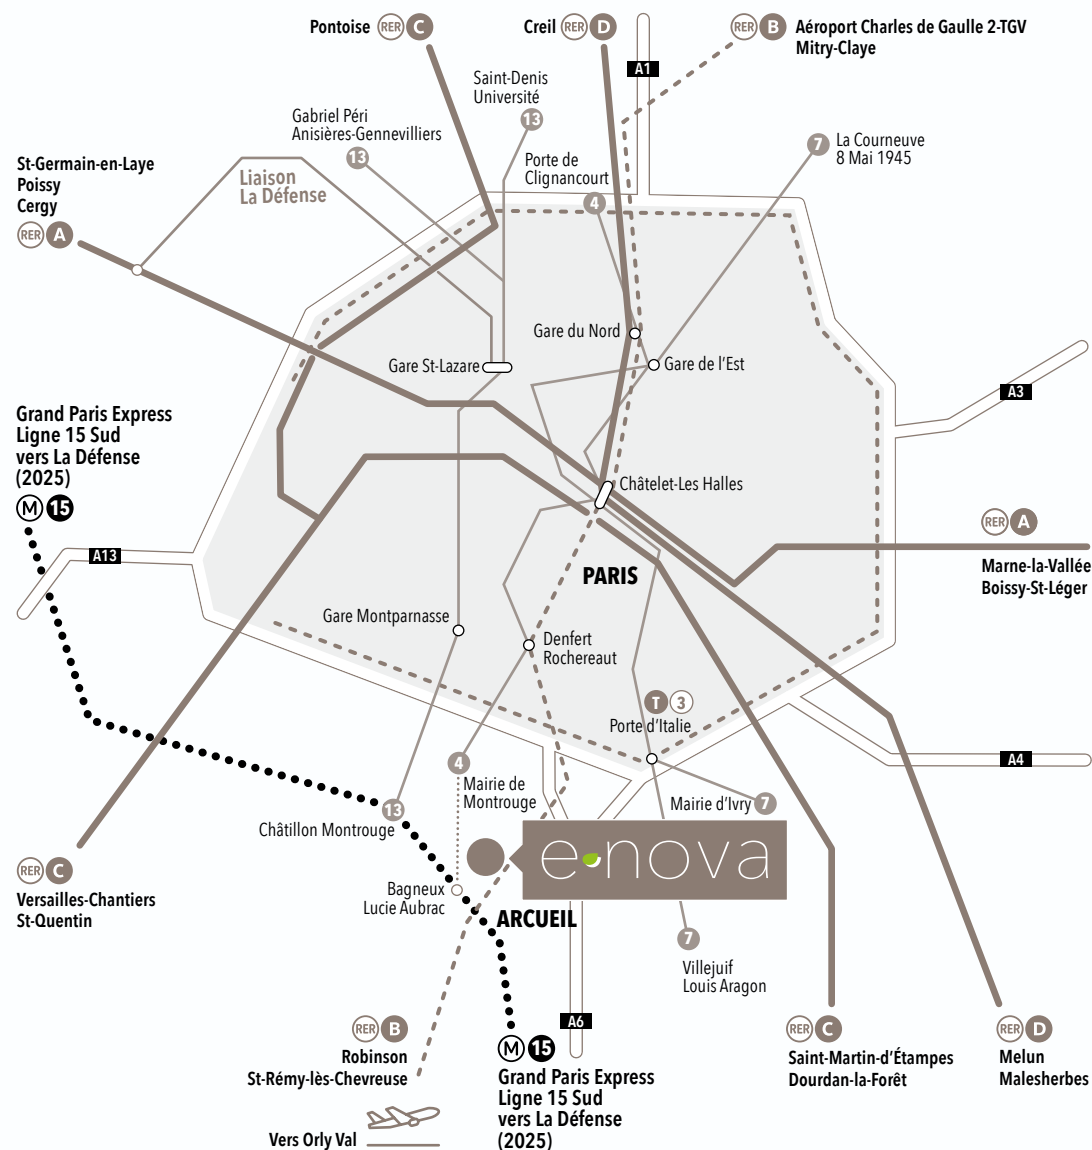 Pontoise RER C
Creil RER D
RER B Aéroport Charles de Gaulle 2-TGV
Mitry-Claye
A1
Saint-Denis
Université
13
Gabriel Péri
Anisières-Gennevilliers
13
7 La Courneuve
8 Mai 1945
Porte de
Clignancourt
4
St-Germain-en-Laye
Poissy
Cergy
RER A
Liaison
La Défense
Gare du Nord
Gare St-Lazare
Gare de l'Est
A3
Grand Paris Express
Ligne 15 Sud
vers La Défense
(2025)
M 15
Châtelet-Les Halles
RER A
Marne-la-Vallée
Boissy-St-Léger
A13
PARIS
Gare Montparnasse
Denfert
Rochereaut
T 3
Porte d'Italie
A4
4
Mairie de
Montrouge
Mairie d'Ivry 7
13
Châtillon Montrouge
e-nova
RER C
Versailles-Chantiers
St-Quentin
Bagneux
Lucie Aubrac
ARCUEIL
7
Villejuif
Louis Aragon
A6
RER B
Robinson
St-Rémy-lès-Chevreuse
M 15
Grand Paris Express
Ligne 15 Sud
vers La Défense
(2025)
RER C
Saint-Martin-d'Étampes
Dourdan-la-Forêt
RER D
Melun
Malesherbes
Vers Orly Val